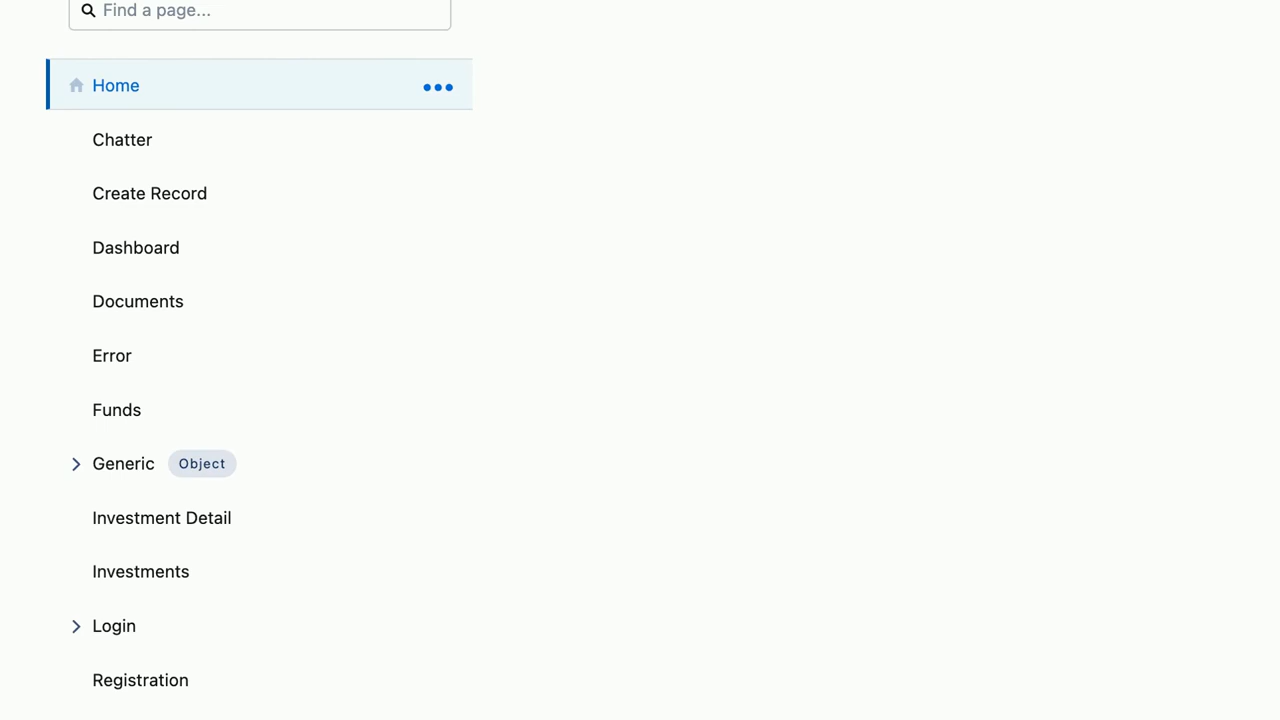 Find a page...
Home
Chatter
Create Record
Dashboard
Documents
Error
Funds
Generic Object
Investment Detail
Investments
Login
Registration